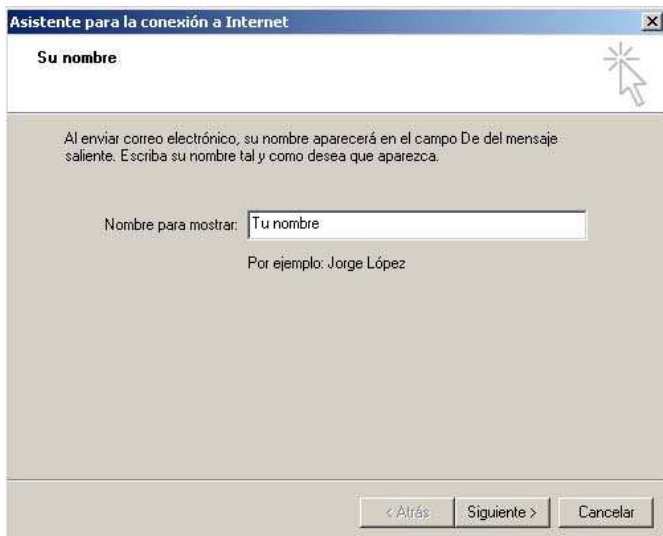 Asistente para la conexión a Internet
Su nombre
Al enviar correo electrónico, su nombre aparecerá en el campo De del mensaje
saliente. Escriba su nombre tal y como desea que aparezca.
Nombre para mostrar: Tu nombre
Por ejemplo: Jorge López
< Atrás Siguiente > Cancelar